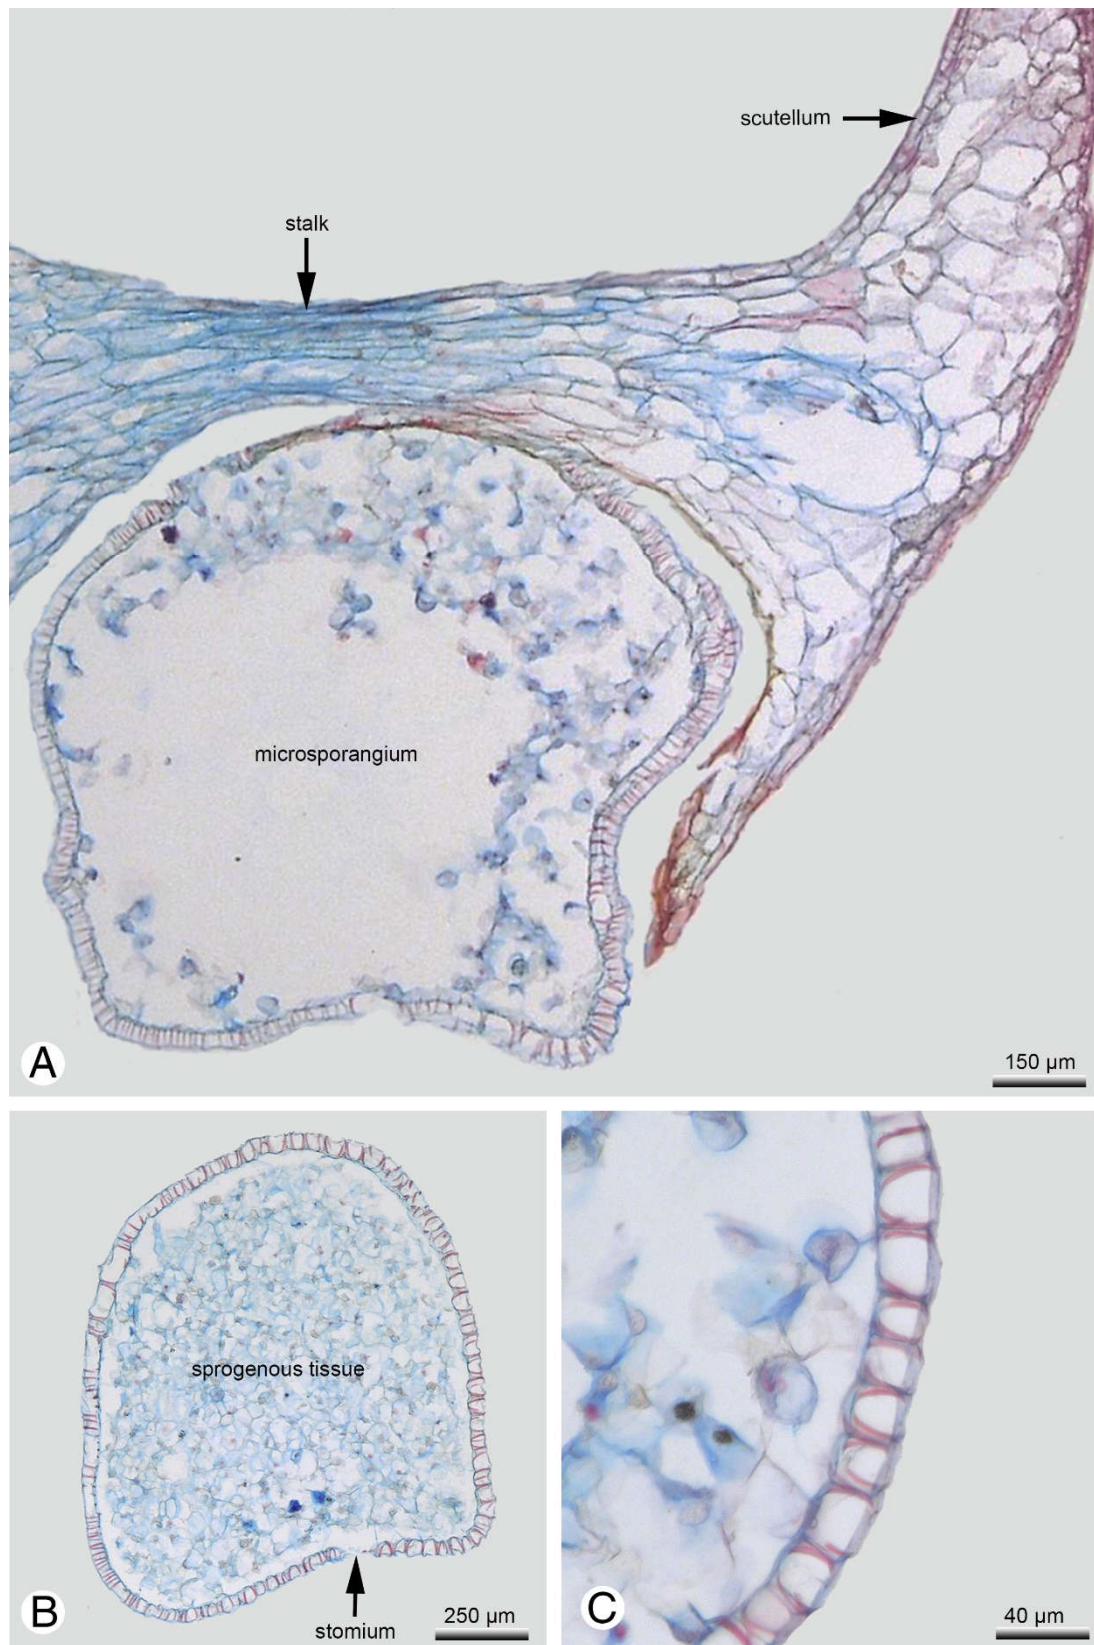 scutellum
stalk
microsporangium
A
150 µm
sprogenous tissue
B
250 µm
stomium
C
40 µm